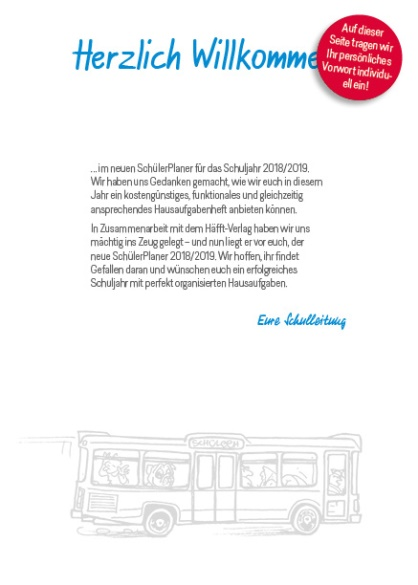 Herzlich Willkomme
Auf dieser
Seite tragen wir
Ihr persönliches
Vorwort individu-
ell ein!
... im neuen SchülerPlaner für das Schuljahr 2018/2019.
Wir haben uns Gedanken gemacht, wie wir euch in diesem
Jahr ein kostengünstiges, funktionales und gleichzeitig
ansprechendes Hausaufgabenheft anbieten können.
In Zusammenarbeit mit dem Häfft-Verlag haben wir uns
mächtig ins Zeug gelegt – und nun liegt er vor euch, der
neue SchülerPlaner 2018/2019. Wir hoffen, ihr findet
Gefallen daran und wünschen euch ein erfolgreiches
Schuljahr mit perfekt organisierten Hausaufgaben.
Eure Schulleitung